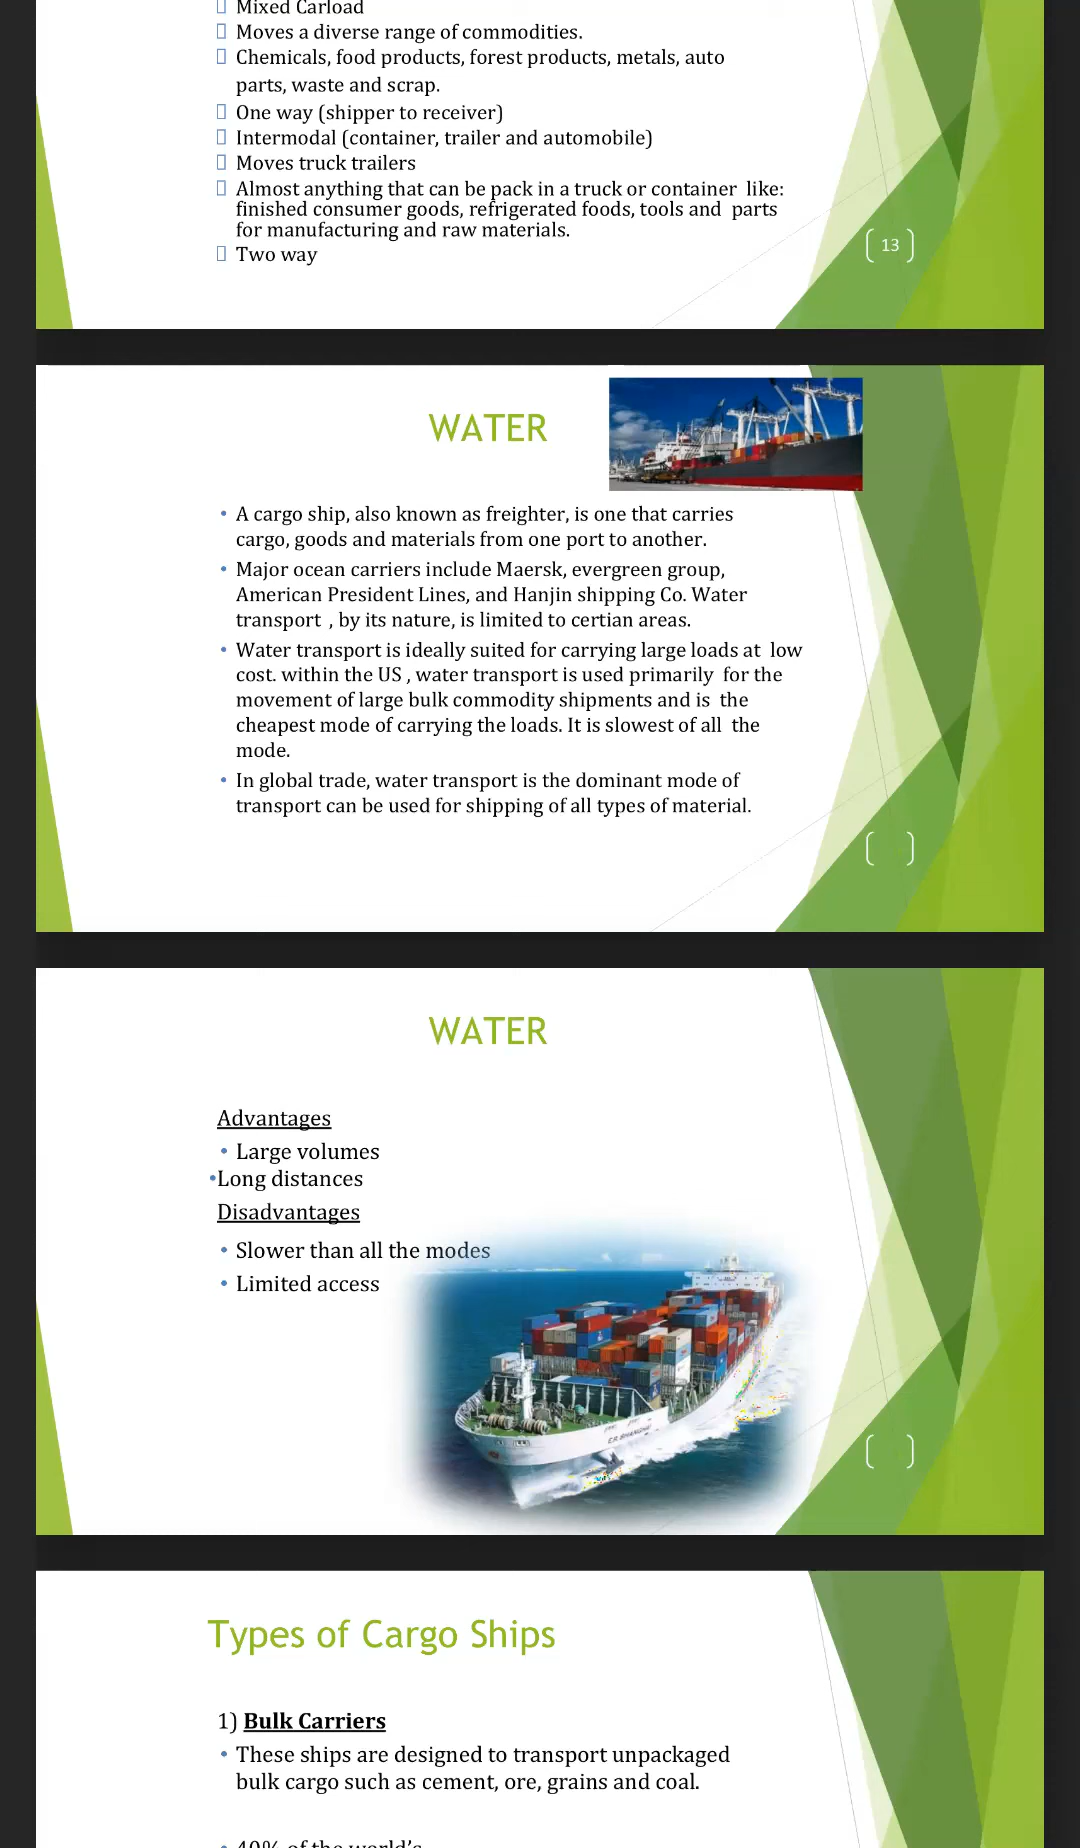 Mixed Carload
Moves a diverse range of commodities.
Chemicals, food products, forest products, metals, auto
parts, waste and scrap.
One way (shipper to receiver)
Intermodal (container, trailer and automobile)
Moves truck trailers
Almost anything that can be pack in a truck or container like:
finished consumer goods, refrigerated foods, tools and parts
for manufacturing and raw materials.
Two way
13
WATER
• A cargo ship, also known as freighter, is one that carries
cargo, goods and materials from one port to another.
• Major ocean carriers include Maersk, evergreen group,
American President Lines, and Hanjin shipping Co. Water
transport , by its nature, is limited to certian areas.
• Water transport is ideally suited for carrying large loads at low
cost. within the US , water transport is used primarily for the
movement of large bulk commodity shipments and is the
cheapest mode of carrying the loads. It is slowest of all the
mode.
• In global trade, water transport is the dominant mode of
transport can be used for shipping of all types of material.
WATER
Advantages
• Large volumes
•Long distances
Disadvantages
• Slower than all the modes
• Limited access
Types of Cargo Ships
1) Bulk Carriers
• These ships are designed to transport unpackaged
bulk cargo such as cement, ore, grains and coal.
• 40% of the world's